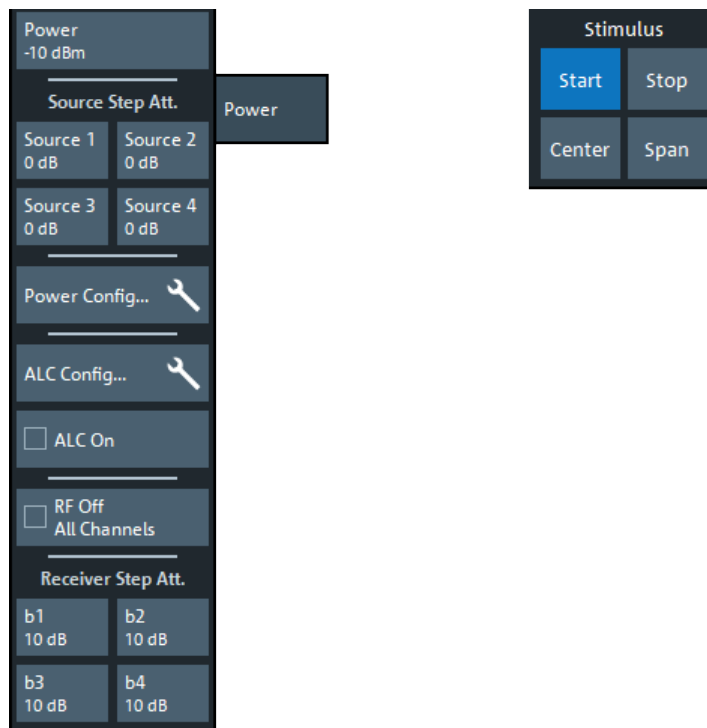 Power
-10 dBm
Source Step Att.
Source 1
0 dB
Source 2
0 dB
Source 3
0 dB
Source 4
0 dB
Power Config...
ALC Config...
ALC On
RF Off
All Channels
Receiver Step Att.
b1
10 dB
b2
10 dB
b3
10 dB
b4
10 dB
Power
Stimulus
Start
Stop
Center
Span